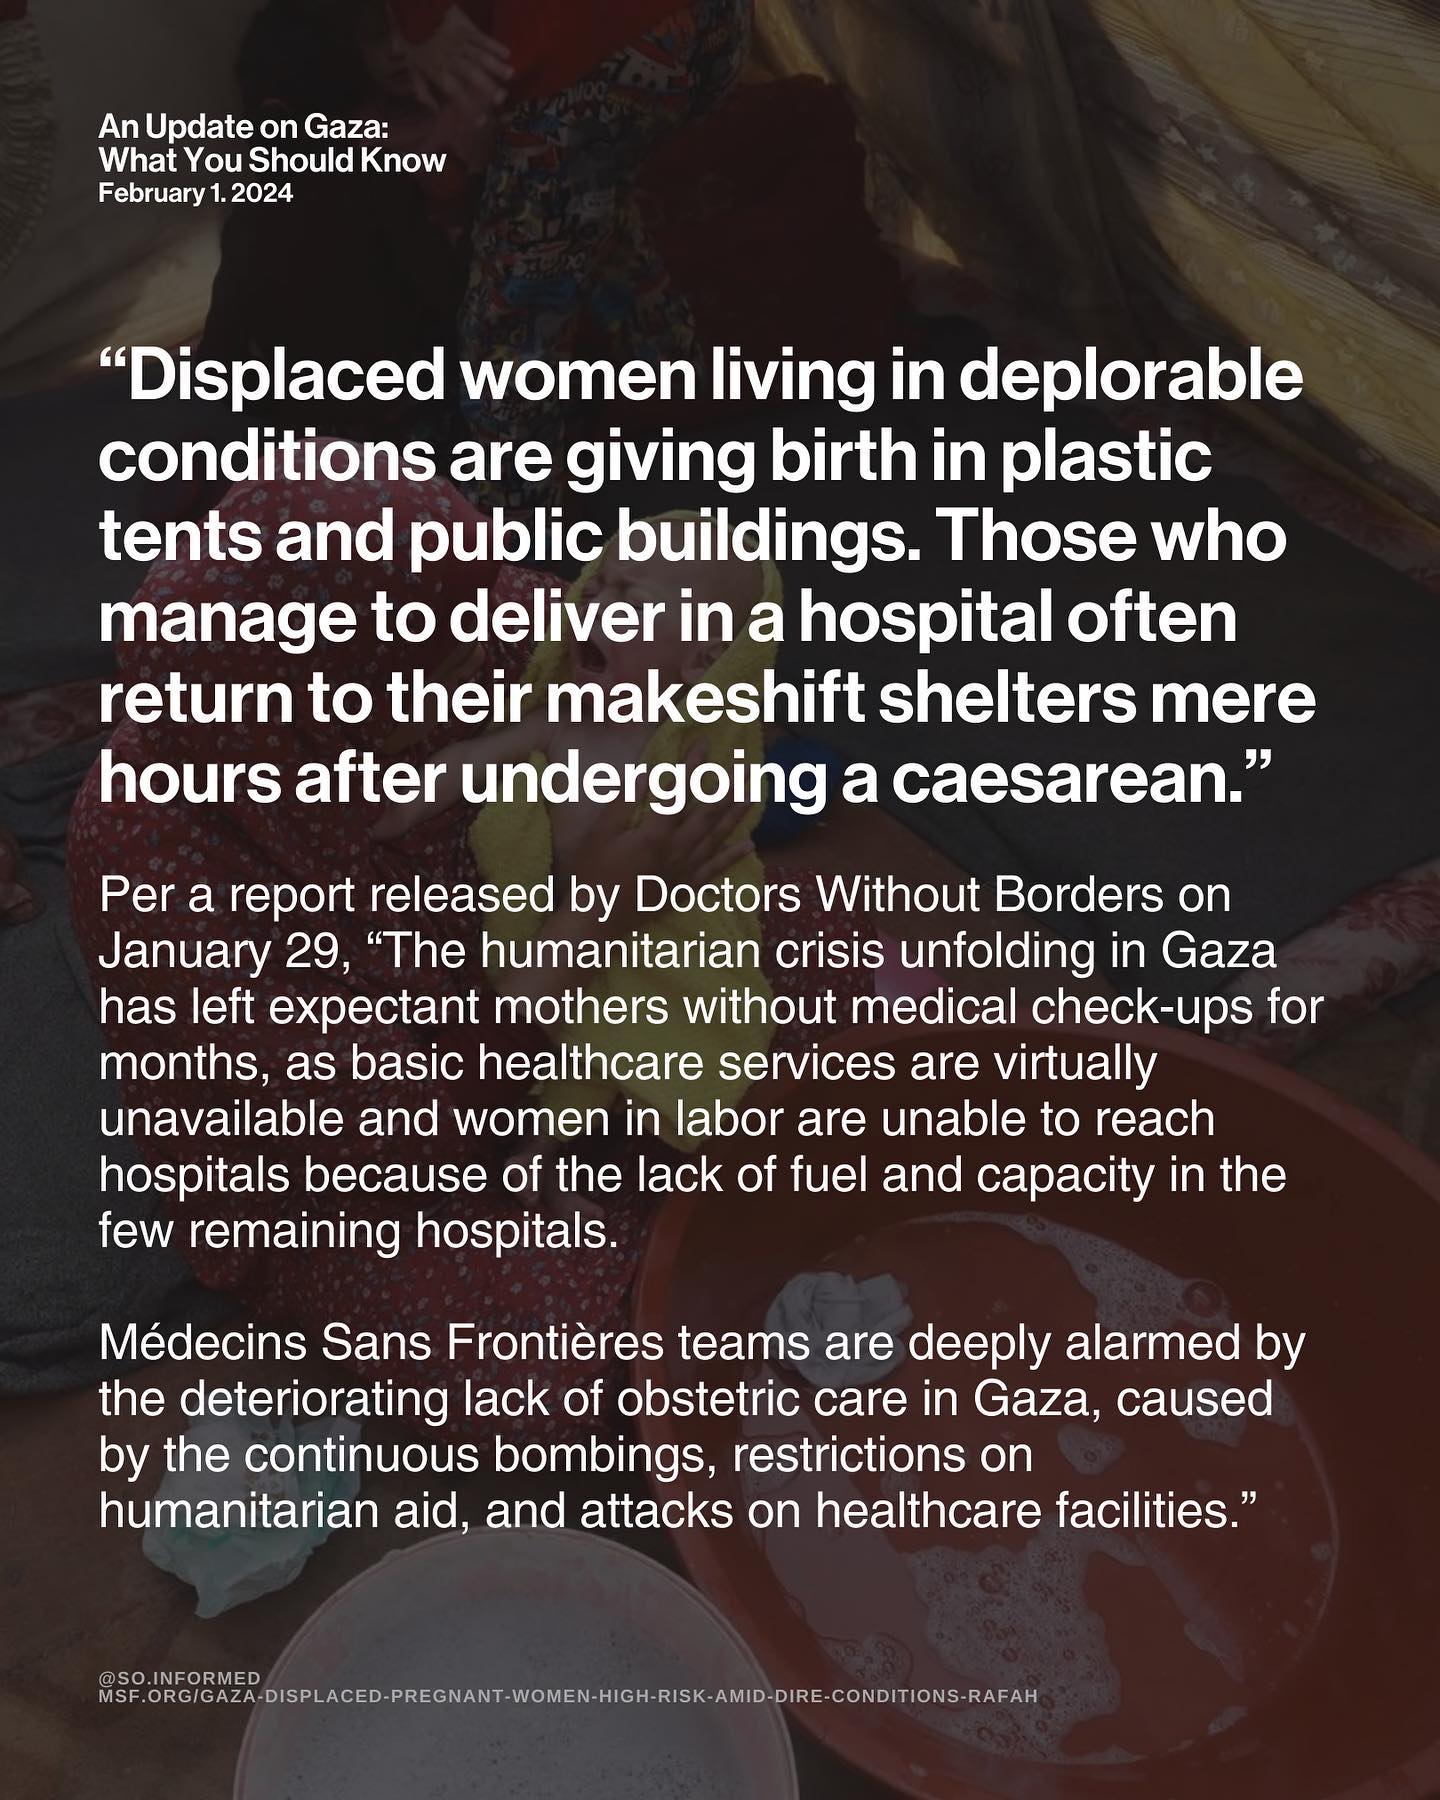 An Update on Gaza:
What You Should Know
February 1. 2024
“Displaced women living in deplorable
conditions are giving birth in plastic
tents and public buildings. Those who
manage to deliver in a hospital often
return to their makeshift shelters mere
hours after undergoing a caesarean.”
Per a report released by Doctors Without Borders on
January 29, “The humanitarian crisis unfolding in Gaza
has left expectant mothers without medical check-ups for
months, as basic healthcare services are virtually
unavailable and women in labor are unable to reach
hospitals because of the lack of fuel and capacity in the
few remaining hospitals.
Médecins Sans Frontières teams are deeply alarmed by
the deteriorating lack of obstetric care in Gaza, caused
by the continuous bombings, restrictions on
humanitarian aid, and attacks on healthcare facilities.”
@SO.INFORMED
MSF.ORG/GAZA-DISPLACED-PREGNANT-WOMEN-HIGH-RISK-AMID-DIRE-CONDITIONS-RAFAH